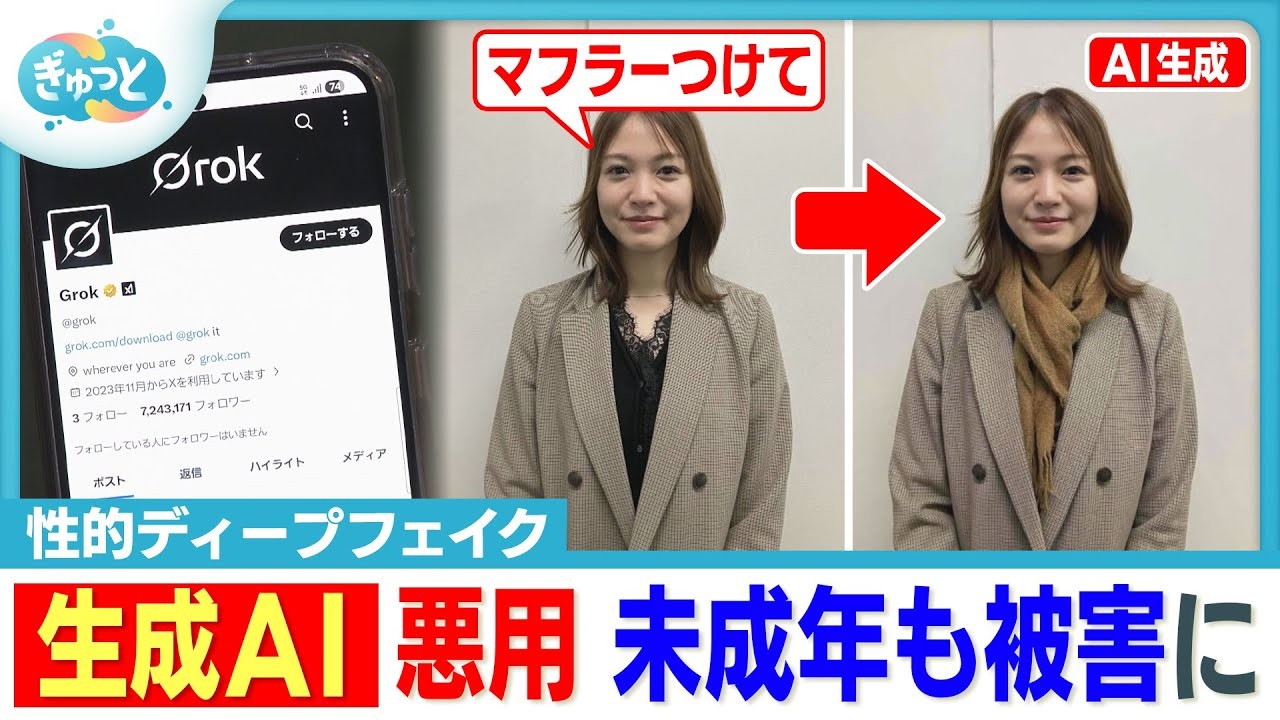 ぎゅっと
5G
74
Grok
フォローする
Grok
@grok
grok.com/download @grok it
wherever you are grok.com
2023年11月からXを利用しています
3 フォロー 7,243,171 フォロワー
フォローしている人にフォロワーはいません
ポスト 返信 ハイライト メディア
マフラーつけて
AI生成
性的ディープフェイク
生成AI 悪用 未成年も被害に